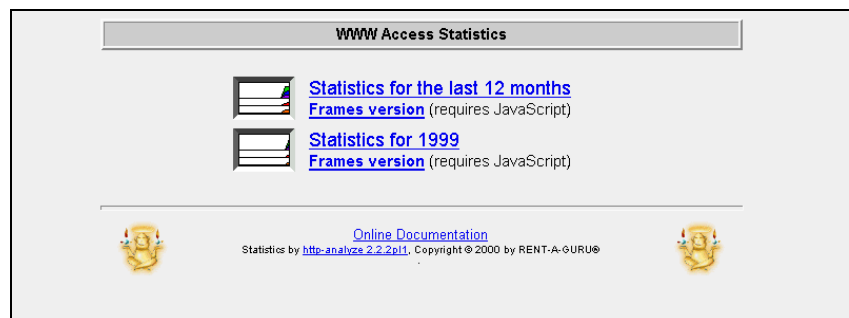 WWW Access Statistics
Statistics for the last 12 months
Frames version (requires JavaScript)
Statistics for 1999
Frames version (requires JavaScript)
Online Documentation
Statistics by http-analyze 2.2.2pl1, Copyright © 2000 by RENT-A-GURU®
.